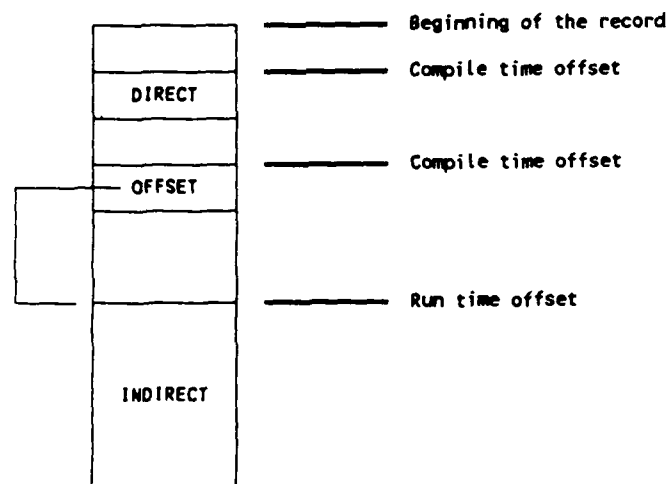 Beginning of the record
Compile time offset
DIRECT
Compile time offset
OFFSET
Run time offset
INDIRECT